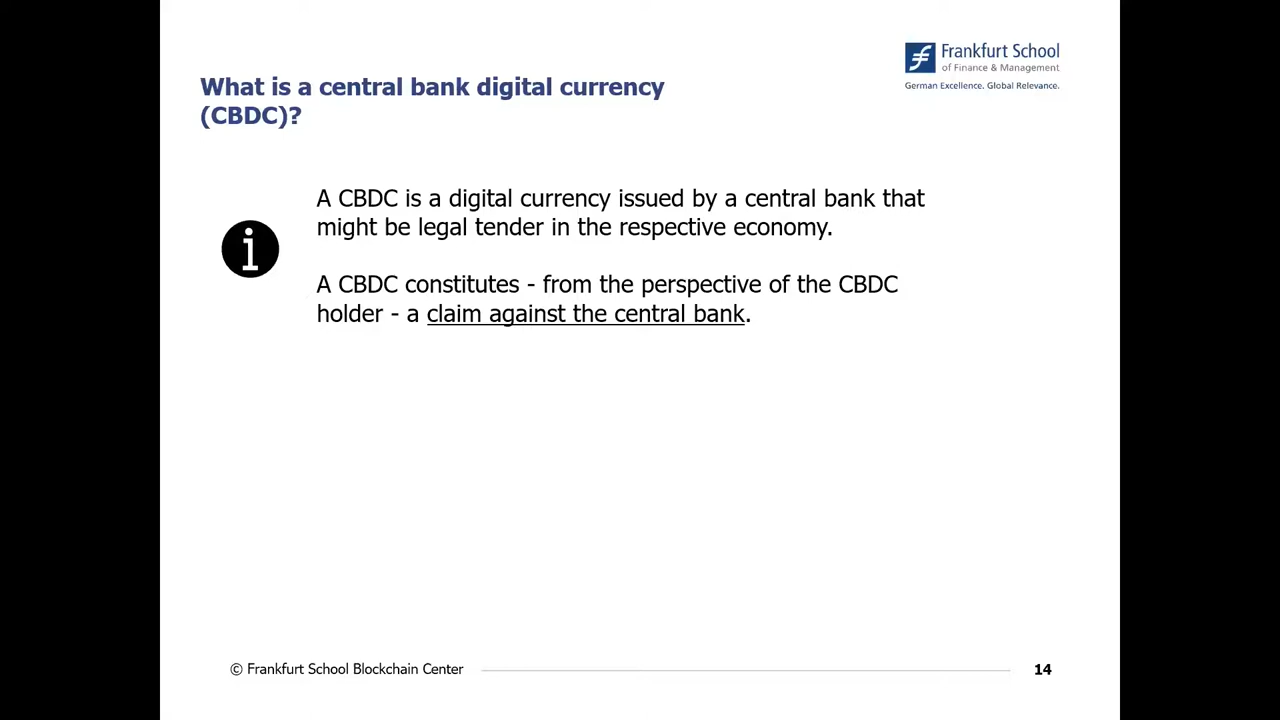 Frankfurt School
of Finance & Management
German Excellence. Global Relevance.
What is a central bank digital currency
(CBDC)?
A CBDC is a digital currency issued by a central bank that
might be legal tender in the respective economy.
A CBDC constitutes - from the perspective of the CBDC
holder - a claim against the central bank.
© Frankfurt School Blockchain Center
14